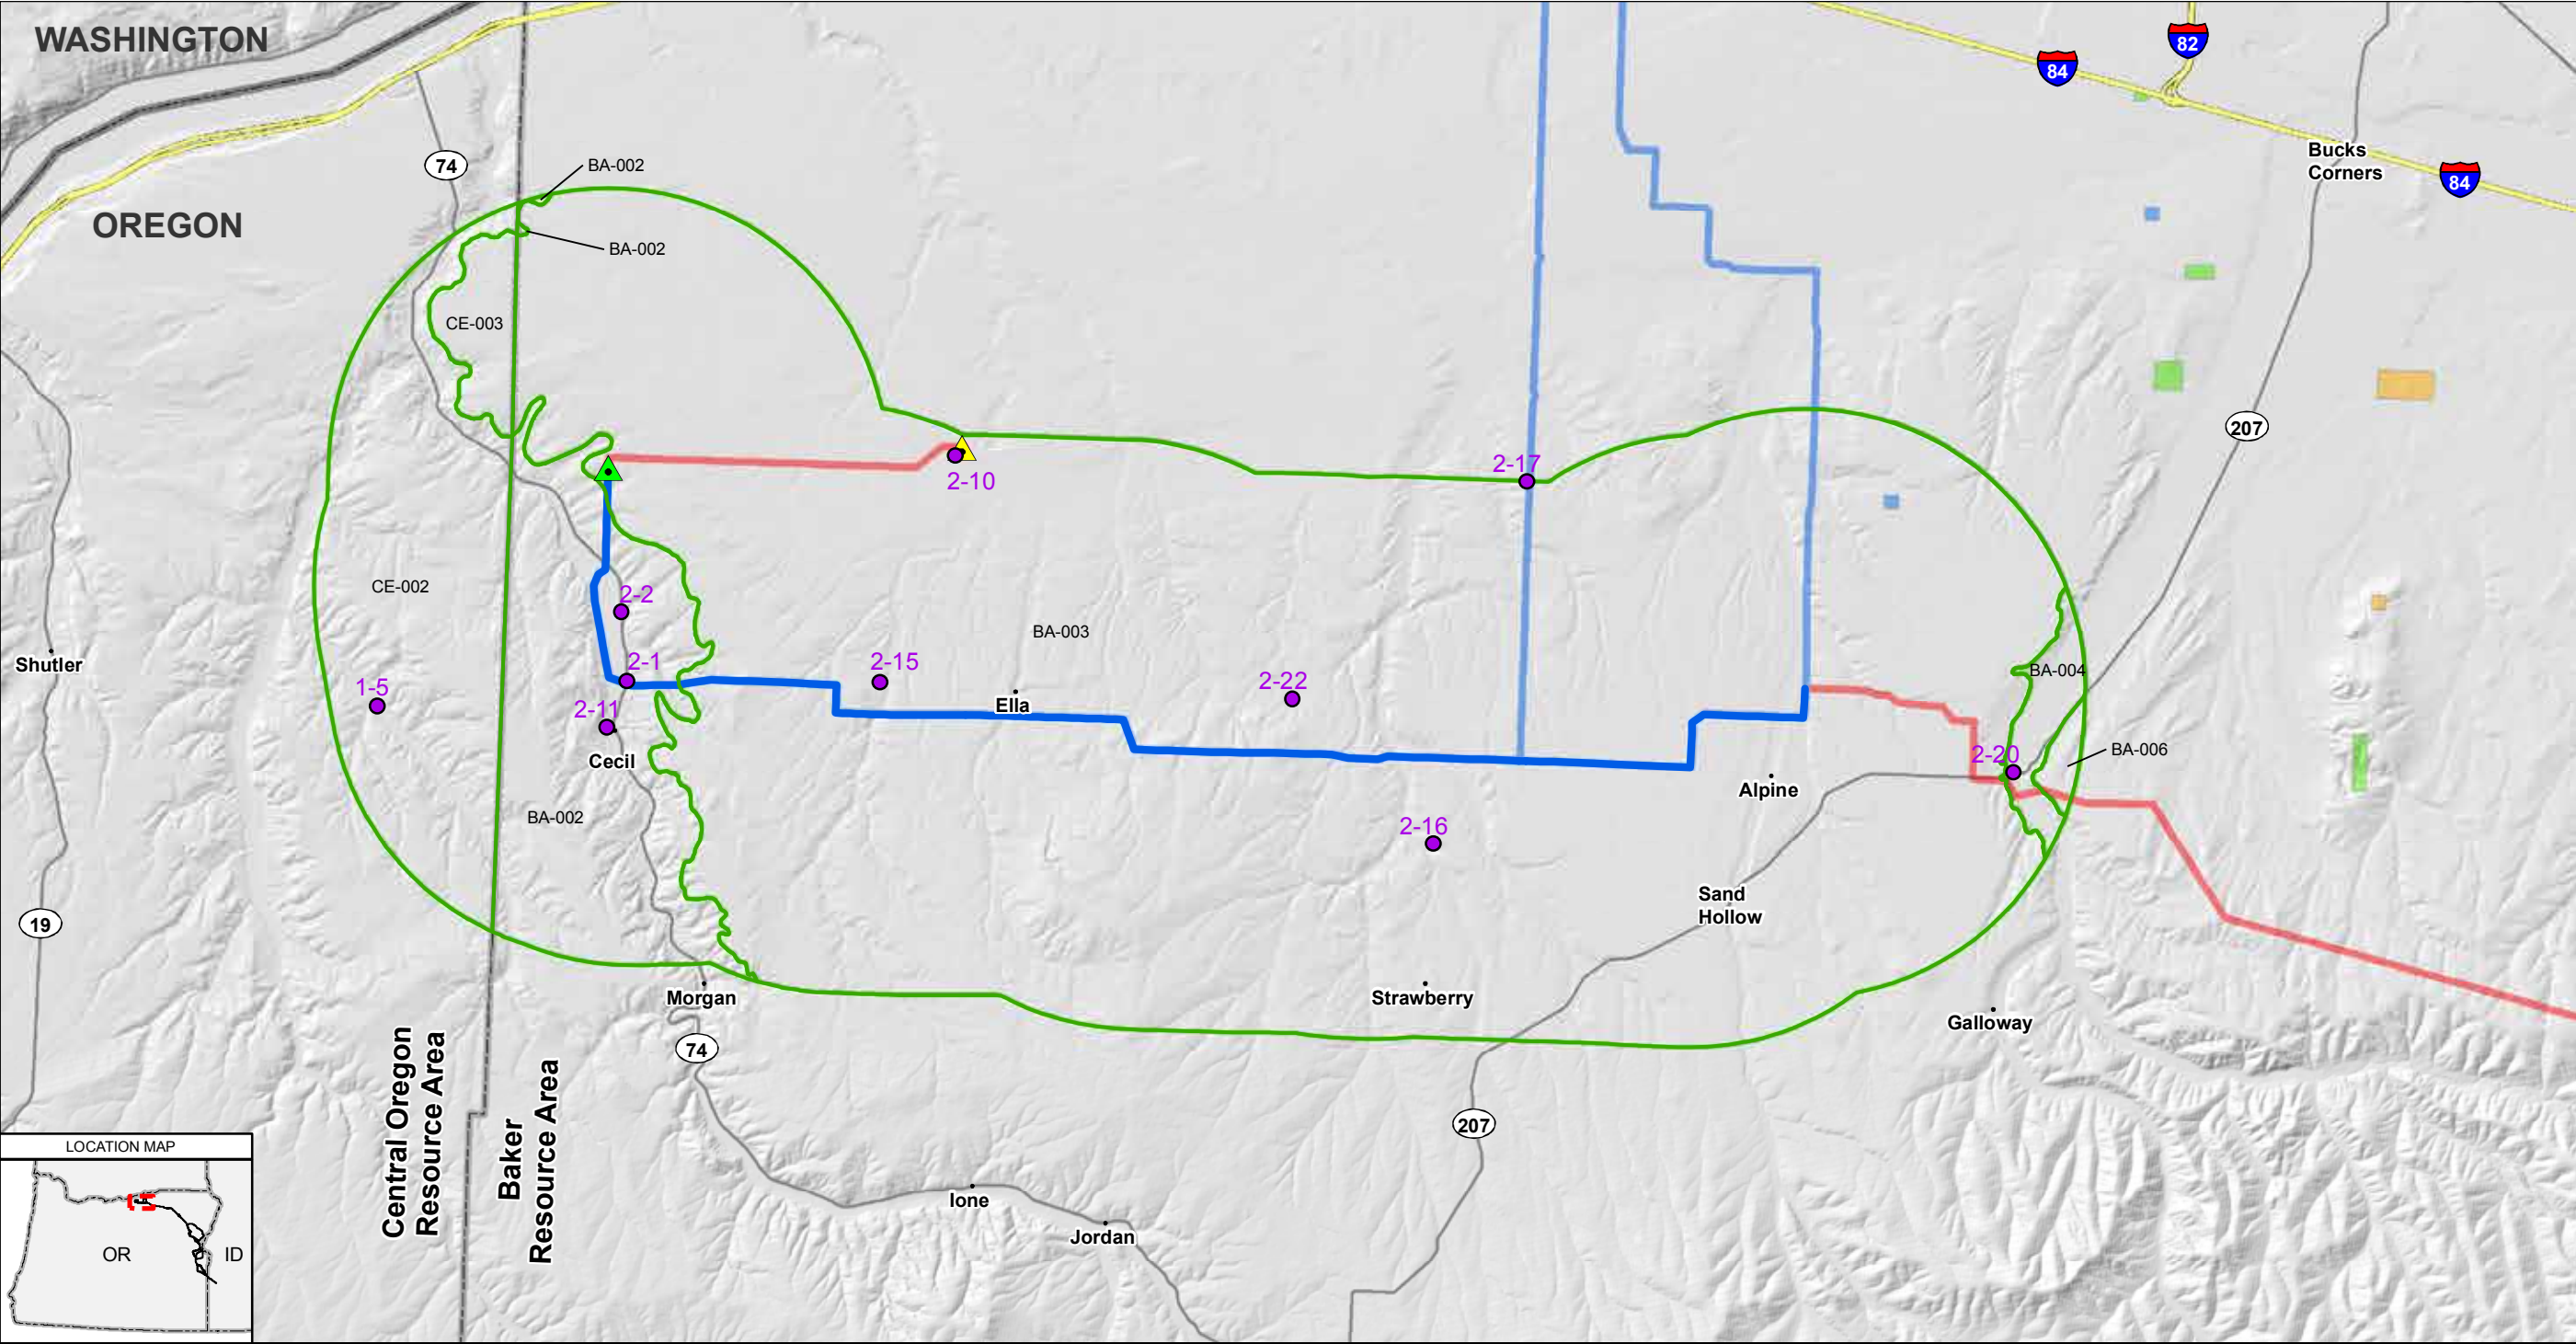 WASHINGTON
82
84
Bucks
Corners
74
BA-002
84
OREGON
BA-002
CE-003
207
2-17
2-10
CE-002
2-2
BA-003
Shutler
2-1
2-15
BA-004
1-5
2-22
2-11
Ella
2-20
BA-006
Cecil
Alpine
BA-002
2-16
Sand
Hollow
19
Morgan
Strawberry
Galloway
74
Central Oregon
Resource Area
Baker
Resource Area
207
LOCATION MAP
Ione
Jordan
OR
ID